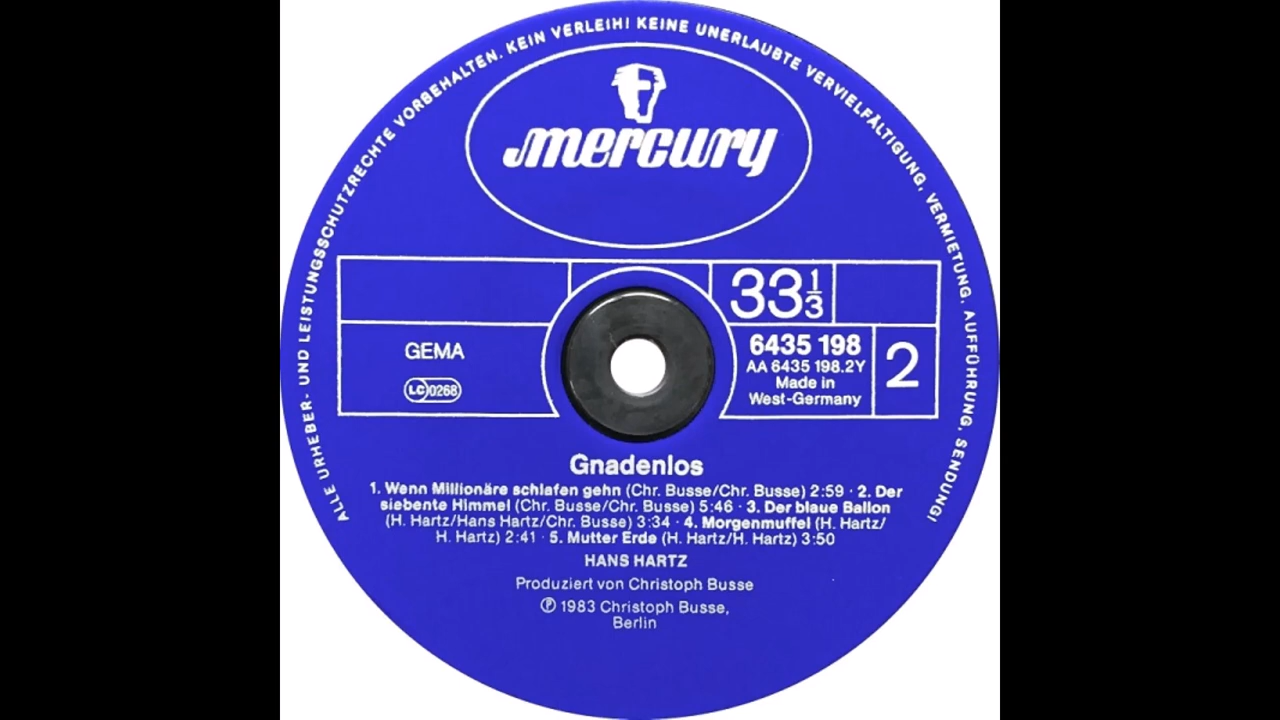 ALLE URHEBER- UND LEISTUNGSSCHUTZRECHTE VORBEHALTEN. KEIN VERLEIH! KEINE UNERLAUBTE VERVIELFÄLTIGUNG, VERMIETUNG, AUFFÜHRUNG, SENDUNG!
mercury
33 1/3
GEMA
LC 0268
6435 198
AA 6435 198.2Y
Made in
West-Germany
2
Gnadenlos
1. Wenn Millionäre schlafen gehn (Chr. Busse/Chr. Busse) 2:59 · 2. Der
siebente Himmel (Chr. Busse/Chr. Busse) 5:46 · 3. Der blaue Ballon
(H. Hartz/Hans Hartz/Chr. Busse) 3:34 · 4. Morgenmuffel (H. Hartz/
H. Hartz) 2:41 · 5. Mutter Erde (H. Hartz/H. Hartz) 3:50
HANS HARTZ
Produziert von Christoph Busse
℗ 1983 Christoph Busse,
Berlin